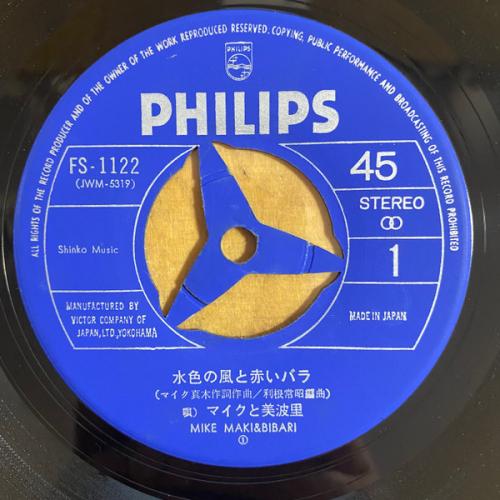 ALL RIGHTS OF THE RECORD PRODUCER AND OF THE OWNER OF THE WORK REPRODUCED RESERVED. COPYING, PUBLIC PERFORMANCE AND BROADCASTING OF THIS RECORD PROHIBITED
PHILIPS
PHILIPS
FS-1122
(JWM-5319)
45
STEREO
1
Shinko Music
MANUFACTURED BY
VICTOR COMPANY OF
JAPAN, LTD., YOKOHAMA
MADE IN JAPAN
水色の風と赤いバラ
(マイク真木作詞作曲/利根常昭編曲)
唄) マイクと美波里
MIKE MAKI&BIBARI
①